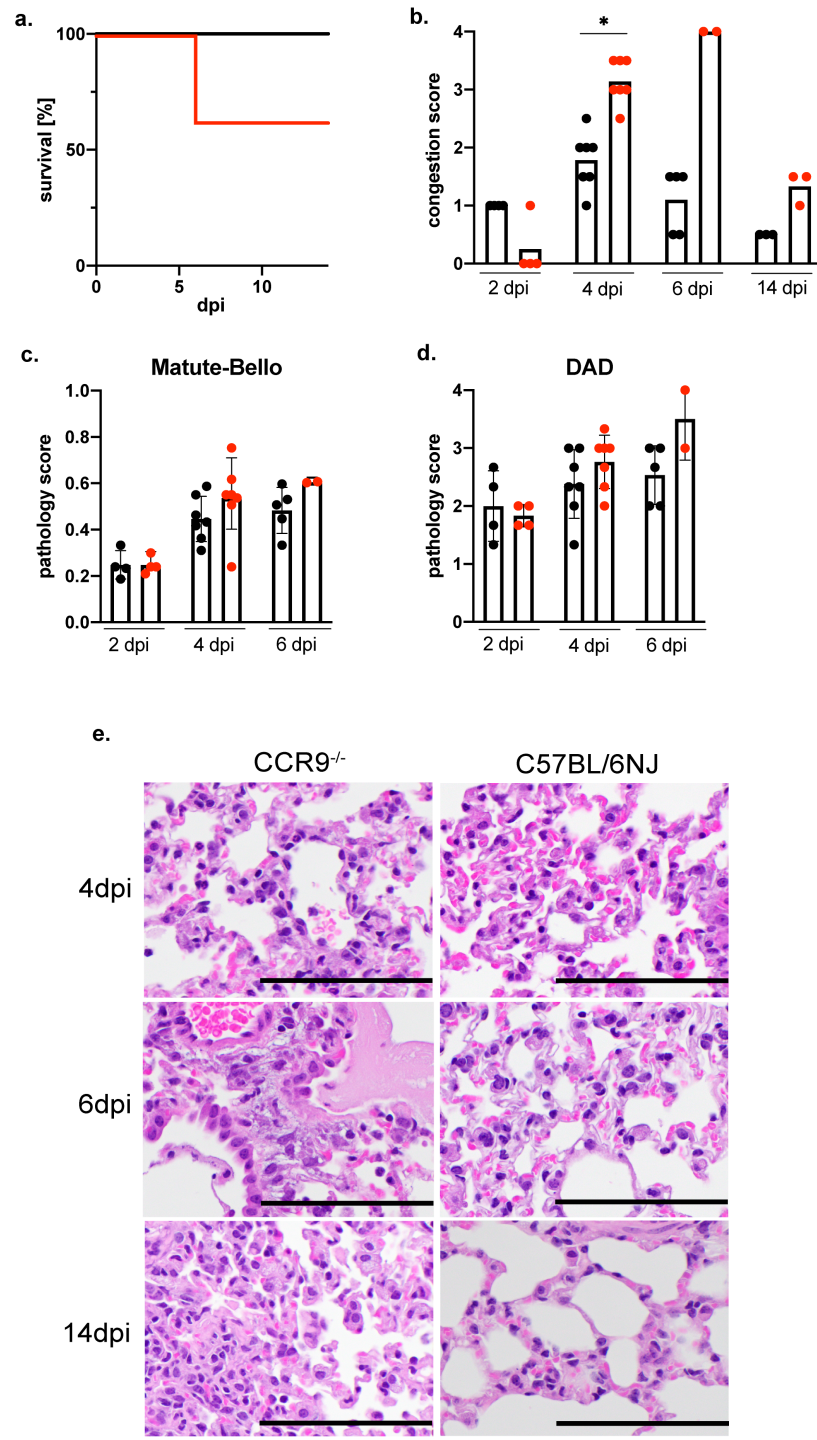 a.
100
50
0
survival [%]
0 5 10
dpi
b.
4
3
2
1
0
congestion score
*
2 dpi 4 dpi 6 dpi 14 dpi
c.
Matute-Bello
1.0
0.8
0.6
0.4
0.2
0.0
pathology score
2 dpi 4 dpi 6 dpi
d.
DAD
4
3
2
1
0
pathology score
2 dpi 4 dpi 6 dpi
e.
CCR9-/- C57BL/6NJ
4dpi
6dpi
14dpi